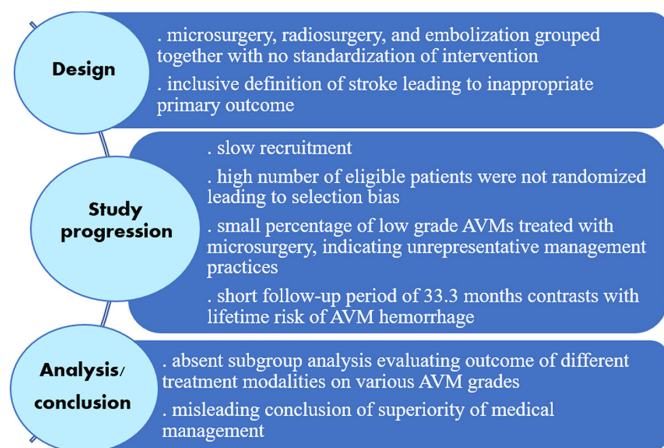 Design
. microsurgery, radiosurgery, and embolization grouped
together with no standardization of intervention
. inclusive definition of stroke leading to inappropriate
primary outcome
Study
progression
. slow recruitment
. high number of eligible patients were not randomized
leading to selection bias
. small percentage of low grade AVMs treated with
microsurgery, indicating unrepresentative management
practices
. short follow-up period of 33.3 months contrasts with
lifetime risk of AVM hemorrhage
Analysis/
conclusion
. absent subgroup analysis evaluating outcome of different
treatment modalities on various AVM grades
. misleading conclusion of superiority of medical
management